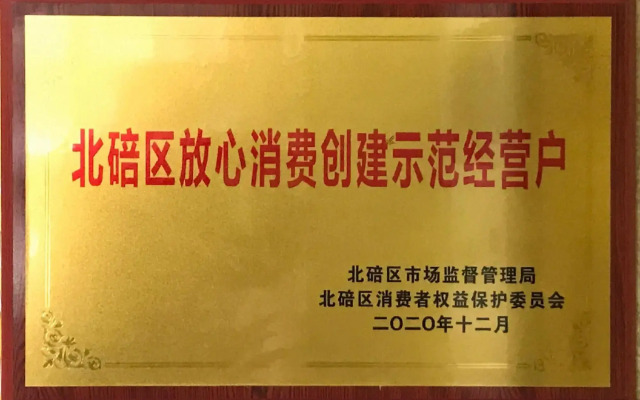 北碚区放心消费创建示范经营户
北碚区市场监督管理局
北碚区消费者权益保护委员会
二〇二〇年十二月